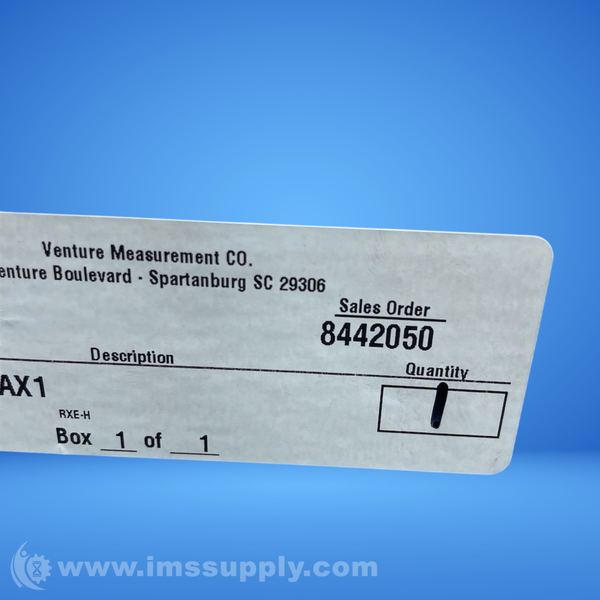 Venture Measurement CO.
enture Boulevard - Spartanburg SC 29306
Sales Order
8442050
Description
Quantity
AX1
1
RXE-H
Box 1 of 1
www.imssupply.com